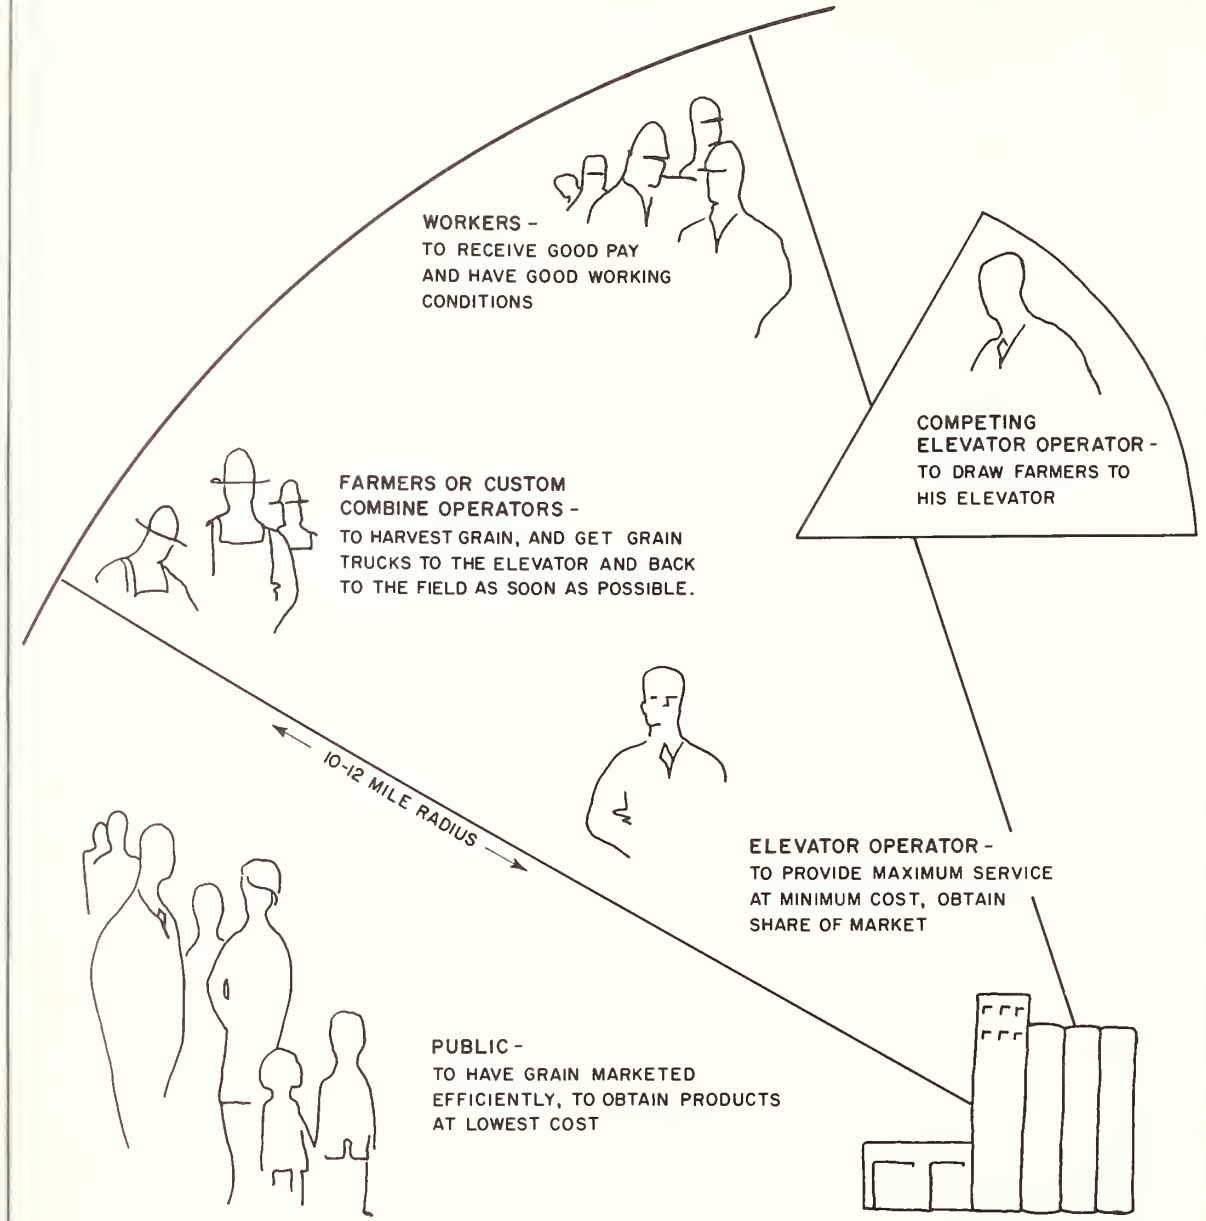 WORKERS -
TO RECEIVE GOOD PAY
AND HAVE GOOD WORKING
CONDITIONS
COMPETING
ELEVATOR OPERATOR -
TO DRAW FARMERS TO
HIS ELEVATOR
FARMERS OR CUSTOM
COMBINE OPERATORS -
TO HARVEST GRAIN, AND GET GRAIN
TRUCKS TO THE ELEVATOR AND BACK
TO THE FIELD AS SOON AS POSSIBLE.
10-12 MILE RADIUS
ELEVATOR OPERATOR -
TO PROVIDE MAXIMUM SERVICE
AT MINIMUM COST, OBTAIN
SHARE OF MARKET
PUBLIC -
TO HAVE GRAIN MARKETED
EFFICIENTLY, TO OBTAIN PRODUCTS
AT LOWEST COST